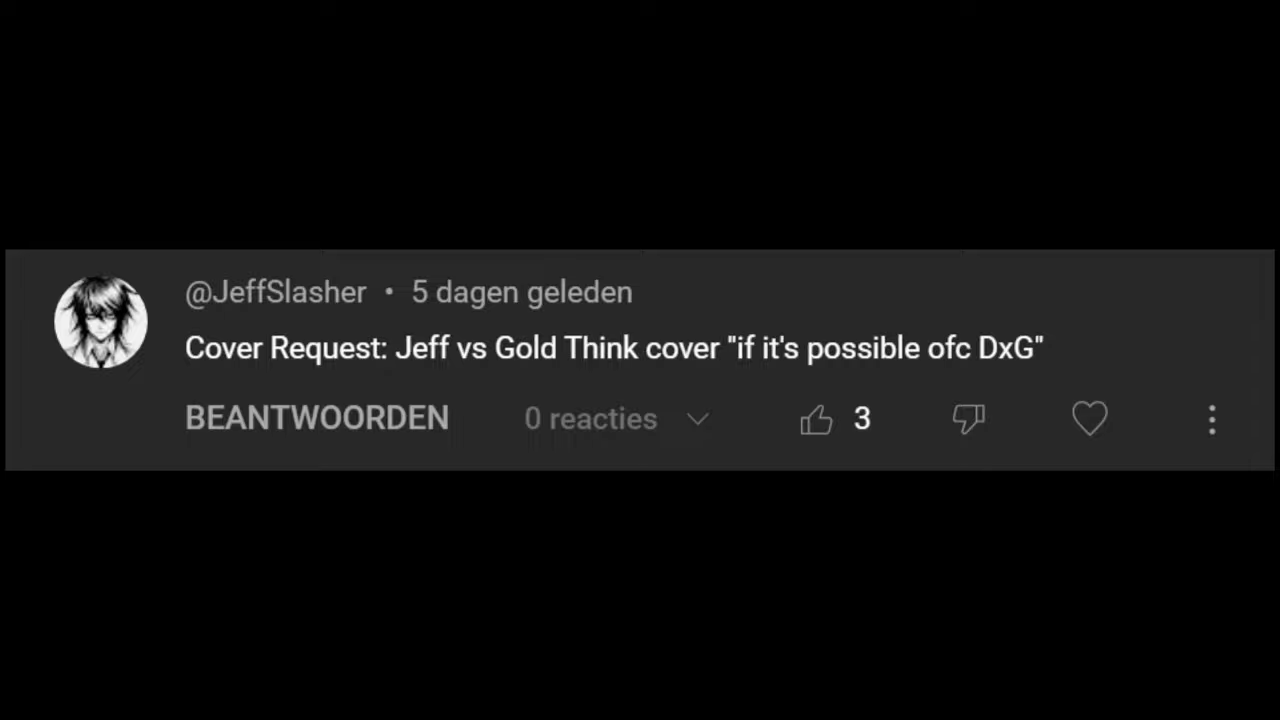 @JeffSlasher • 5 dagen geleden
Cover Request: Jeff vs Gold Think cover "if it's possible ofc DxG"
BEANTWOORDEN 0 reacties 3